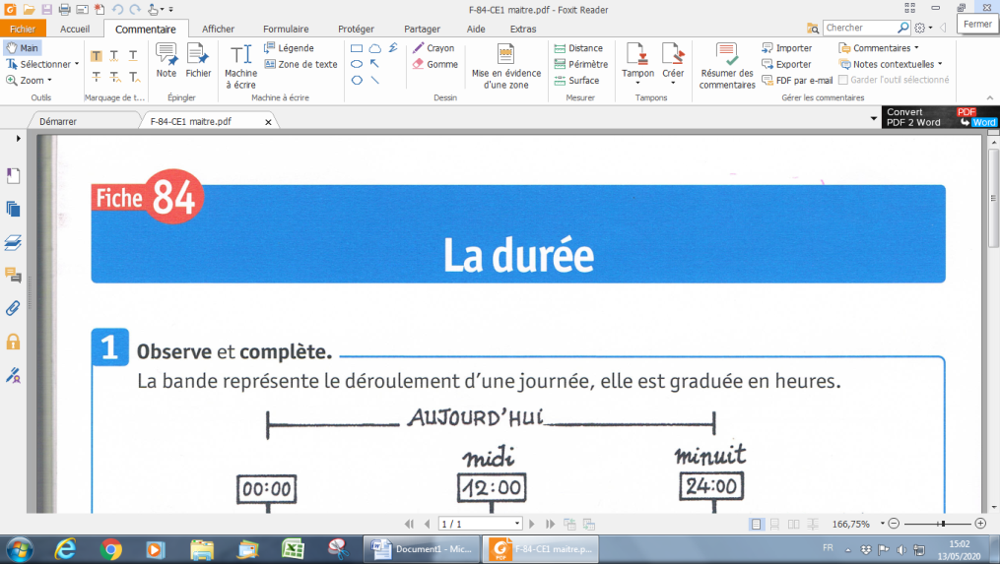 F-84-CE1 maitre.pdf - Foxit Reader
Fermer
Fichier Accueil Commentaire Afficher Formulaire Protéger Partager Aide Extras Chercher
Main
Sélectionner
Zoom
Outils
Marquage de t...
Note Fichier
Épingler
Machine
à écrire
Légende
Zone de texte
Machine à écrire
Crayon
Gomme
Dessin
Mise en évidence
d'une zone
Distance
Périmètre
Surface
Mesurer
Tampon Créer
Tampons
Résumer des
commentaires
Importer
Exporter
FDF par e-mail
Commentaires
Notes contextuelles
Garder l'outil sélectionné
Gérer les commentaires
Démarrer F-84-CE1 maitre.pdf
Convert PDF
PDF 2 Word Word
Fiche 84
La durée
1 Observe et complète.
La bande représente le déroulement d'une journée, elle est graduée en heures.
AUJOURD'HUI
midi minuit
00:00 12:00 24:00
1 / 1 166,75%
Document1 - Mic... F-84-CE1 maitre.p... FR 15:02
13/05/2020